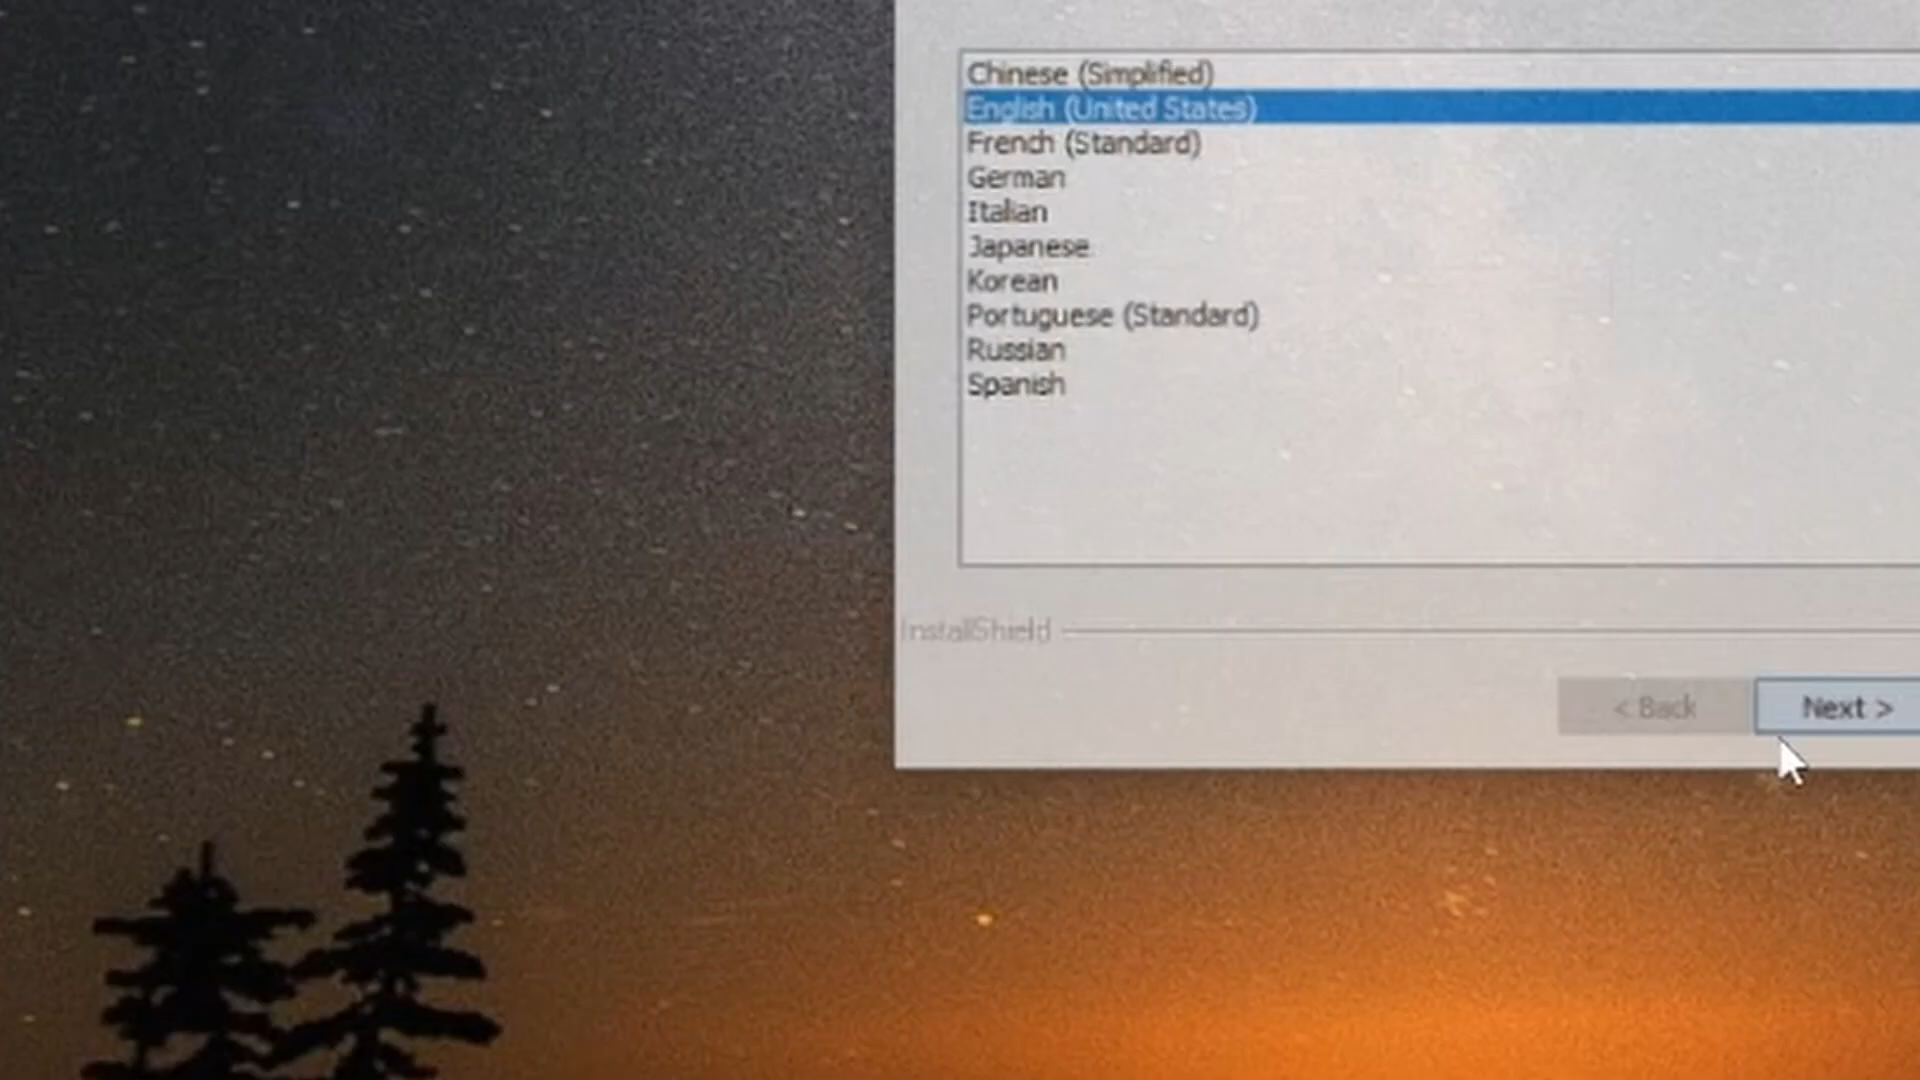 Chinese (Simplified)
English (United States)
French (Standard)
German
Italian
Japanese
Korean
Portuguese (Standard)
Russian
Spanish
InstallShield
< Back
Next >